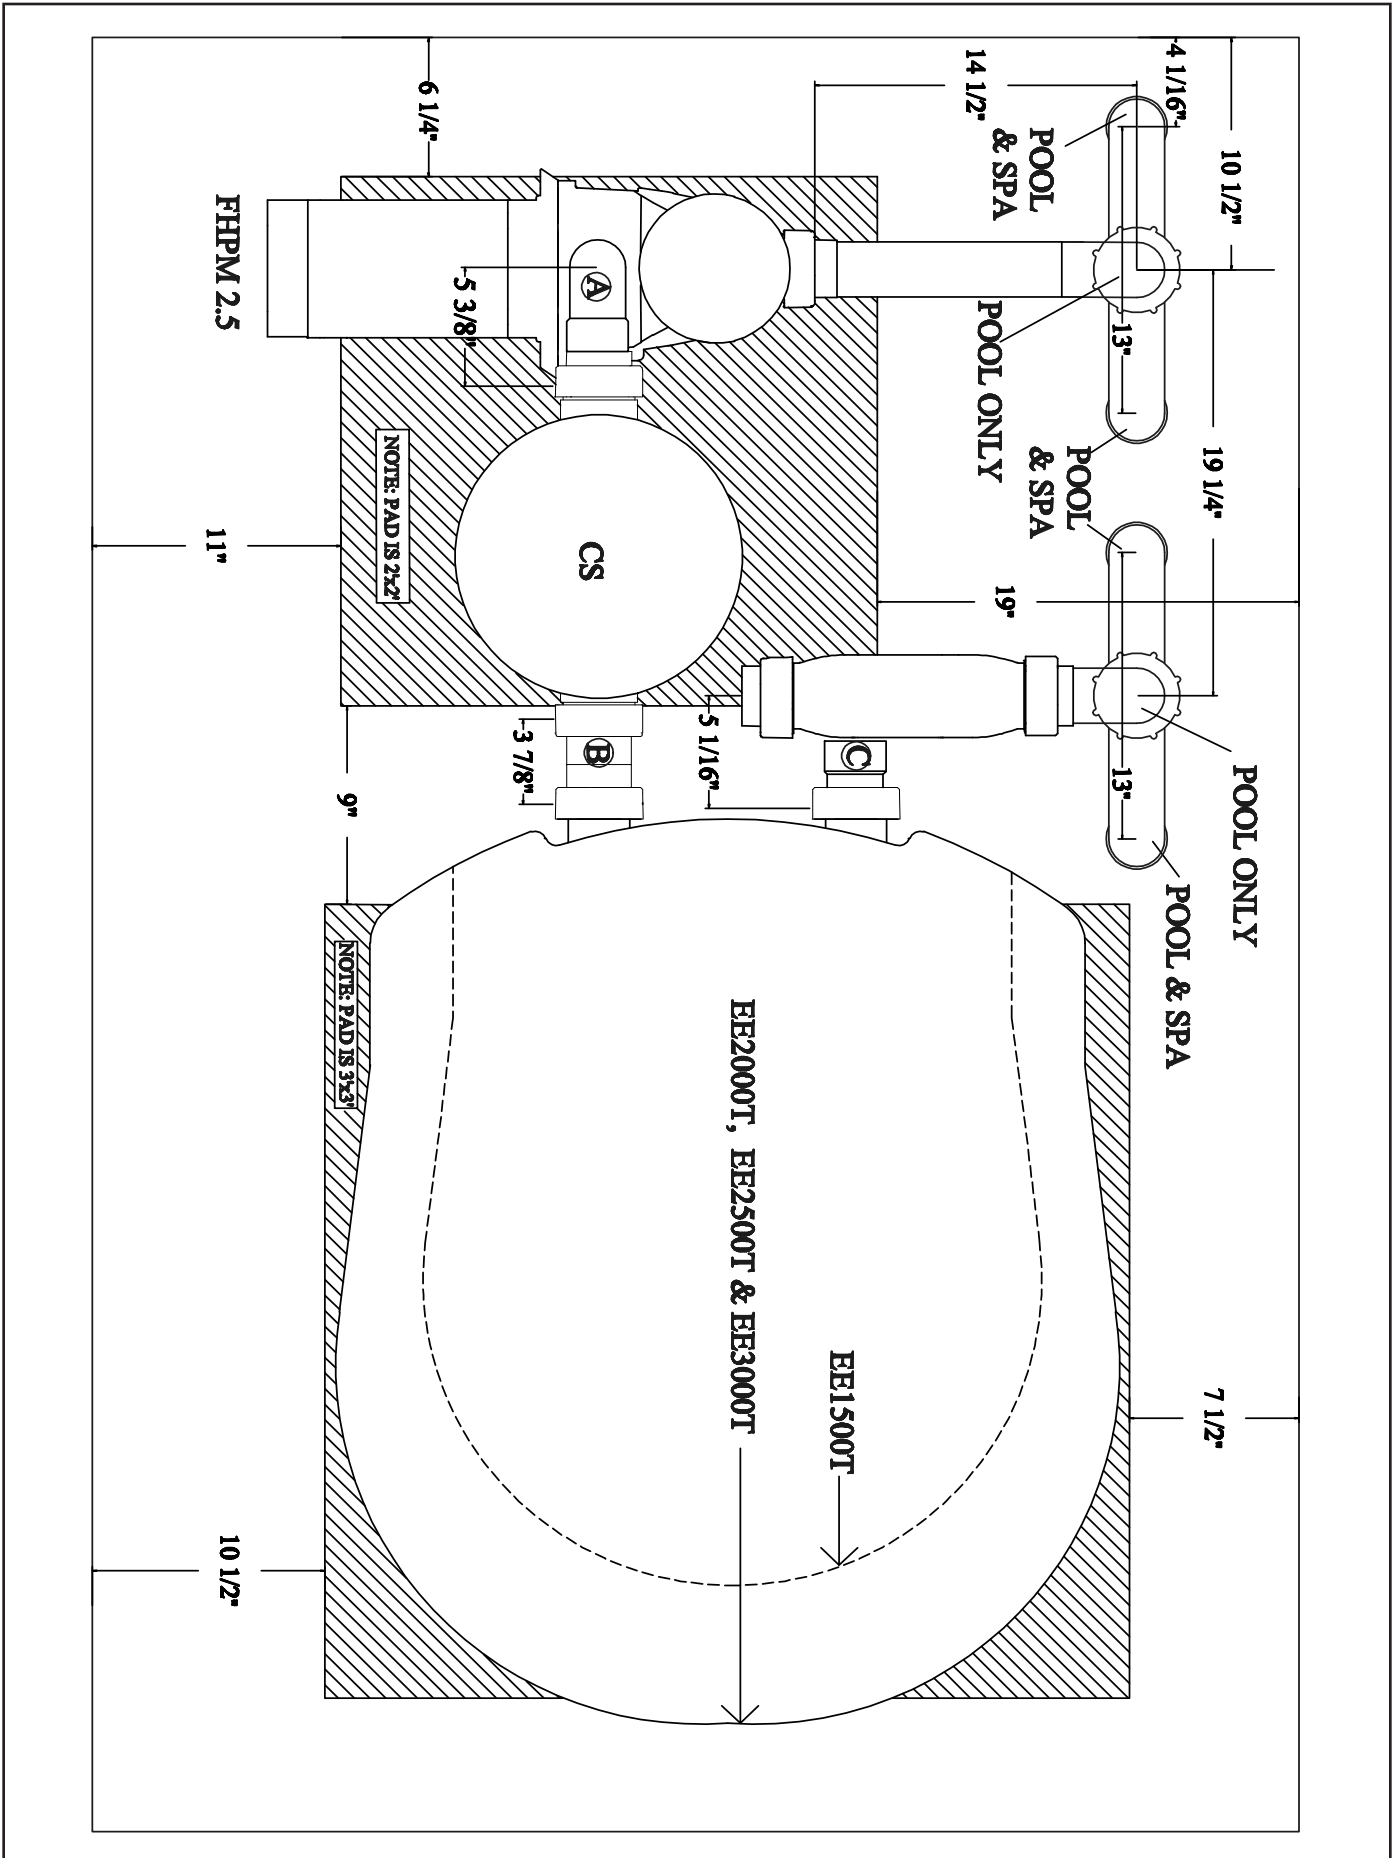 4 1/16"
10 1/2"
14 1/2"
POOL
& SPA
13"
POOL ONLY
19 1/4"
POOL
& SPA
19"
13"
POOL ONLY
POOL & SPA
7 1/2"
6 1/4"
A
5 3/8"
FHPM 2.5
NOTE: PAD IS 2'x2'
CS
11"
B
3 7/8"
C
5 1/16"
9"
NOTE: PAD IS 3'x3'
EE1500T
EE2000T, EE2500T & EE3000T
10 1/2"